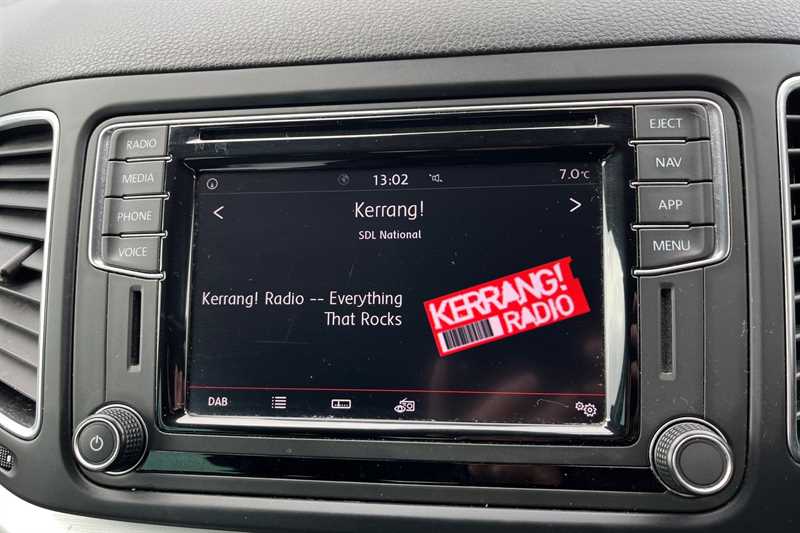 RADIO
MEDIA
PHONE
VOICE
EJECT
NAV
APP
MENU
13:02
7.0°C
< Kerrang! >
SDL National
Kerrang! Radio -- Everything
That Rocks
KERRANG!
RADIO
DAB